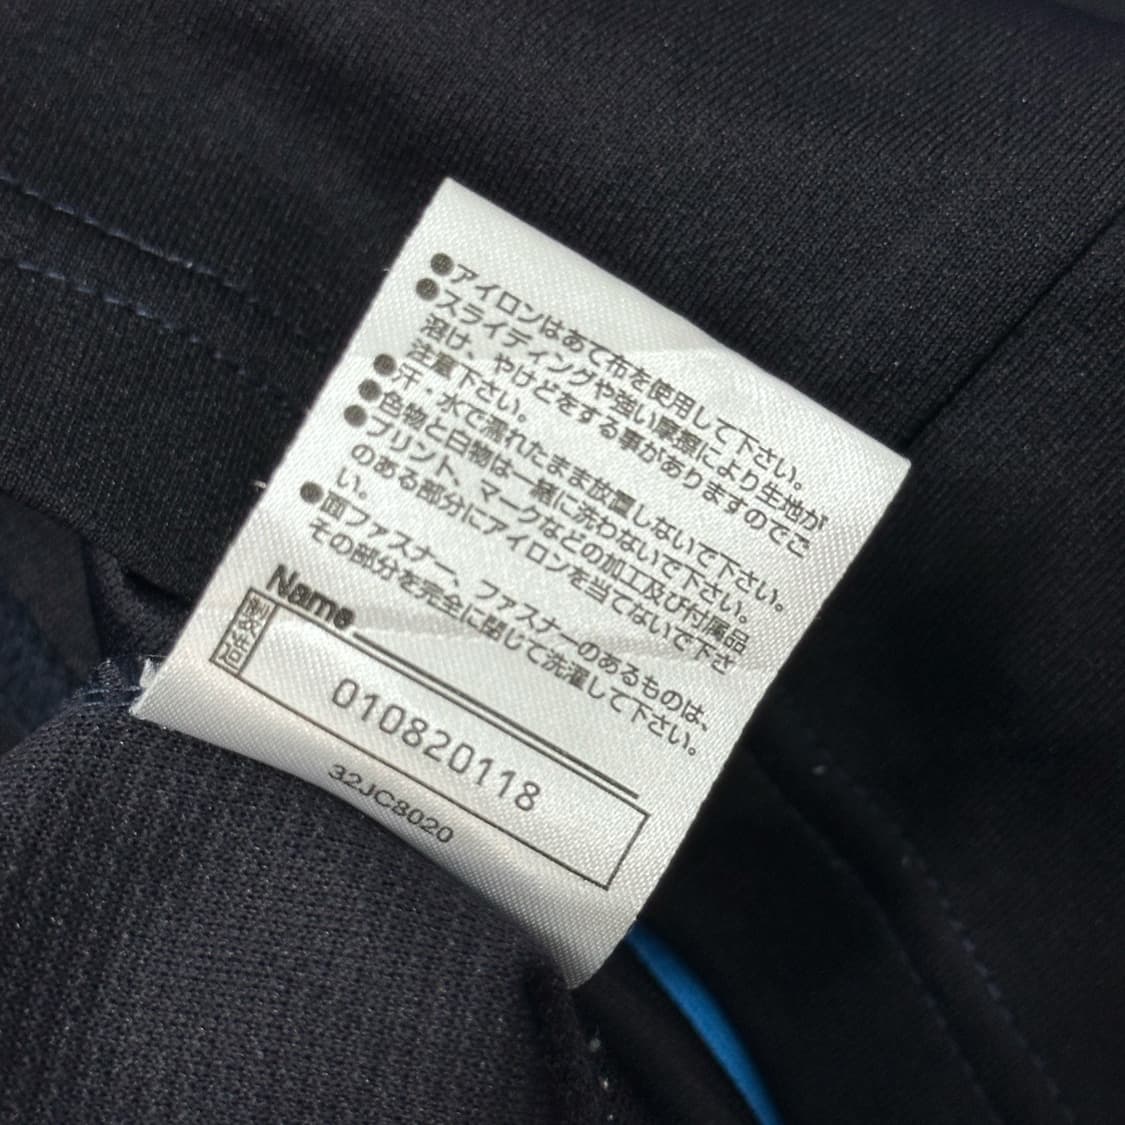 ●アイロンはあて布を使用して下さい。
●スライディングや強い摩擦により生地が
溶け、やけどをする事がありますのでご
注意下さい。
●汗・水で濡れたまま放置しないで下さい。
●色物と白物は一緒に洗わないで下さい。
●プリント、マークなどの加工及び付属品
のある部分にアイロンを当てないで下さ
い。
●面ファスナー、ファスナーのあるものは、
その部分を完全に閉じて洗濯して下さい。
Name
製造 010820118
32JC8020